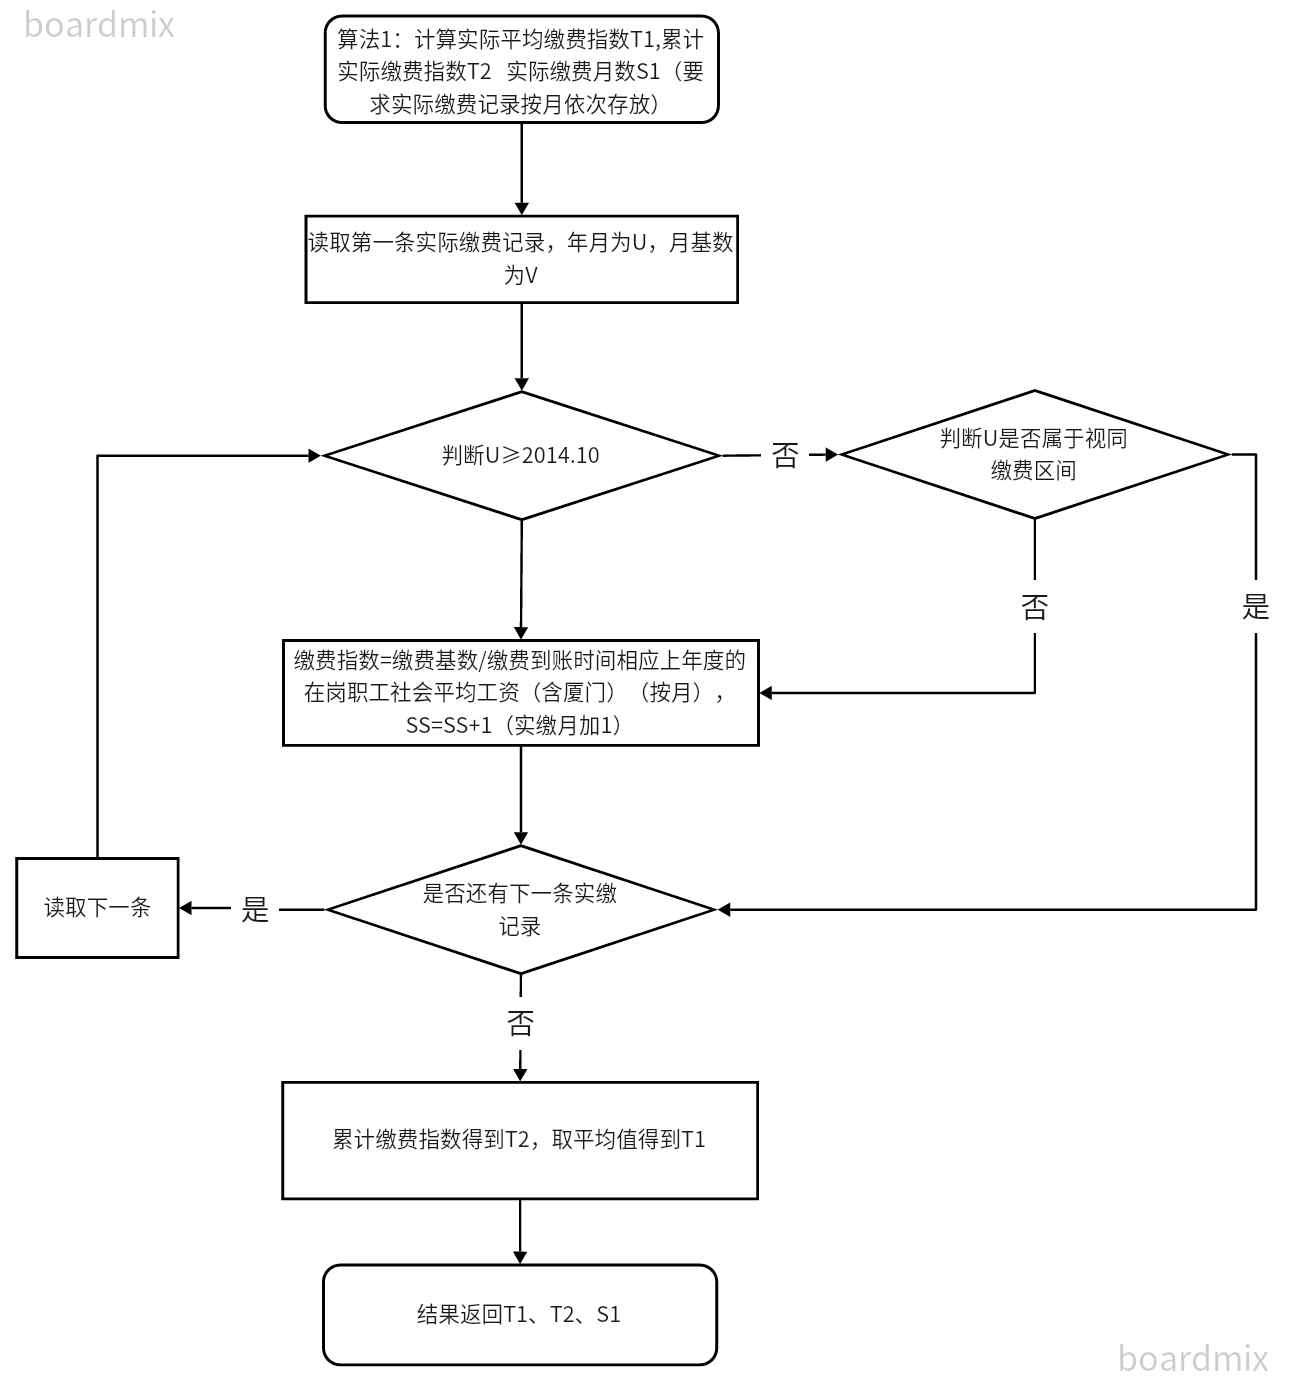 boardmix
算法1：计算实际平均缴费指数T1,累计
实际缴费指数T2 实际缴费月数S1（要
求实际缴费记录按月依次存放）
读取第一条实际缴费记录，年月为U，月基数
为V
判断U≥2014.10
否
判断U是否属于视同
缴费区间
否
是
缴费指数=缴费基数/缴费到账时间相应上年度的
在岗职工社会平均工资（含厦门）（按月），
SS=SS+1（实缴月加1）
读取下一条
是
是否还有下一条实缴
记录
否
累计缴费指数得到T2，取平均值得到T1
结果返回T1、T2、S1
boardmix